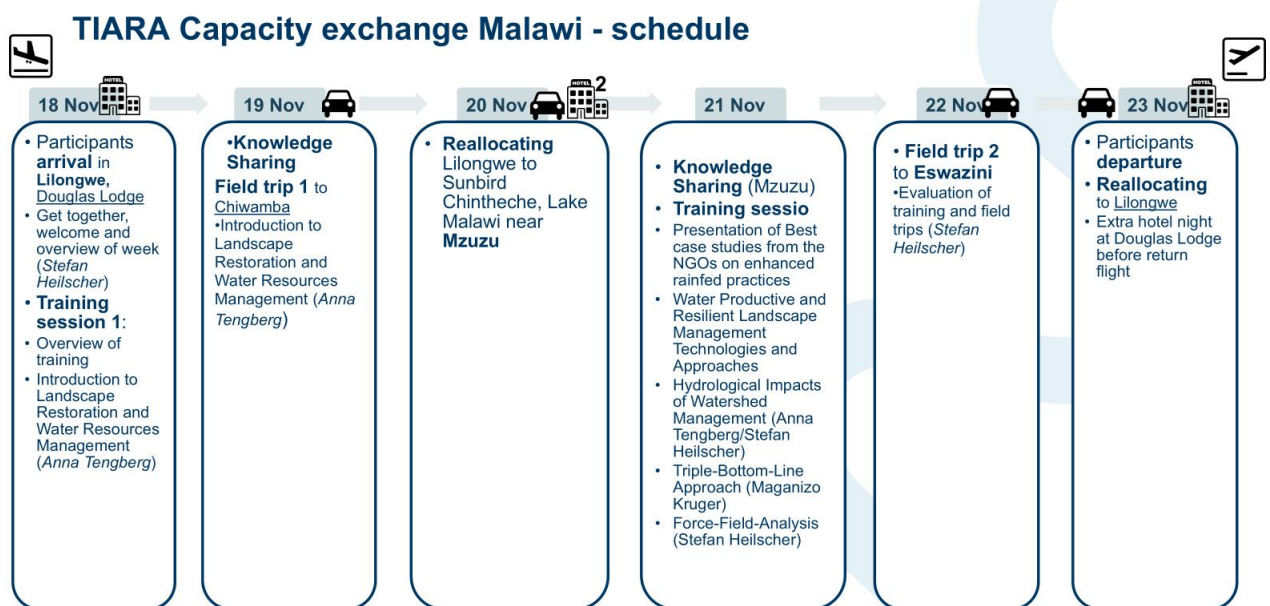 TIARA Capacity exchange Malawi - schedule
HOTEL
18 Nov
• Participants
arrival in
Lilongwe,
Douglas Lodge
• Get together,
welcome and
overview of week
(Stefan
Heilscher)
• Training
session 1:
• Overview of
training
• Introduction to
Landscape
Restoration and
Water Resources
Management
(Anna Tengberg)
19 Nov
•Knowledge
Sharing
Field trip 1 to
Chiwamba
•Introduction to
Landscape
Restoration and
Water Resources
Management (Anna
Tengberg)
20 Nov
HOTEL
2
• Reallocating
Lilongwe to
Sunbird
Chintheche, Lake
Malawi near
Mzuzu
21 Nov
• Knowledge
Sharing (Mzuzu)
• Training sessio
• Presentation of Best
case studies from the
NGOs on enhanced
rainfed practices
• Water Productive and
Resilient Landscape
Management
Technologies and
Approaches
• Hydrological Impacts
of Watershed
Management (Anna
Tengberg/Stefan
Heilscher)
• Triple-Bottom-Line
Approach (Maganizo
Kruger)
• Force-Field-Analysis
(Stefan Heilscher)
22 Nov
• Field trip 2
to Eswazini
•Evaluation of
training and field
trips (Stefan
Heilscher)
23 Nov
HOTEL
• Participants
departure
• Reallocating
to Lilongwe
• Extra hotel night
at Douglas Lodge
before return
flight